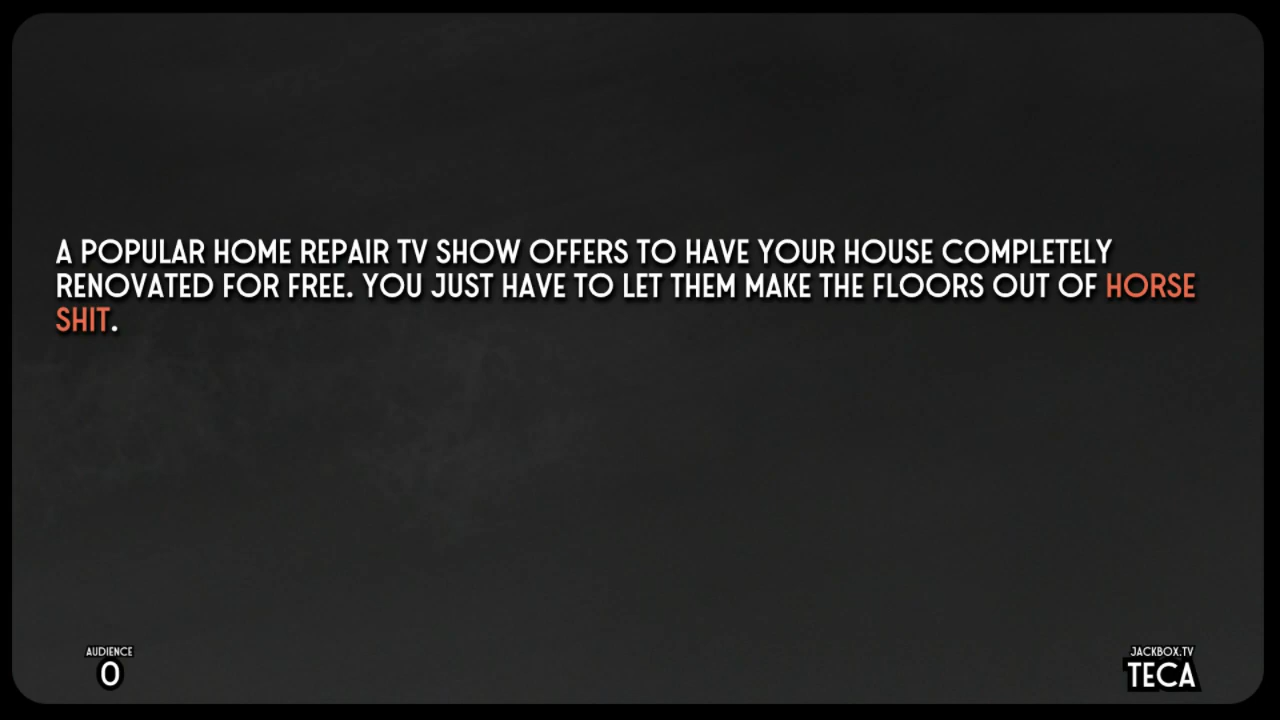 A POPULAR HOME REPAIR TV SHOW OFFERS TO HAVE YOUR HOUSE COMPLETELY
RENOVATED FOR FREE. YOU JUST HAVE TO LET THEM MAKE THE FLOORS OUT OF HORSE
SHIT.
AUDIENCE
0
JACKBOX.TV
TECA